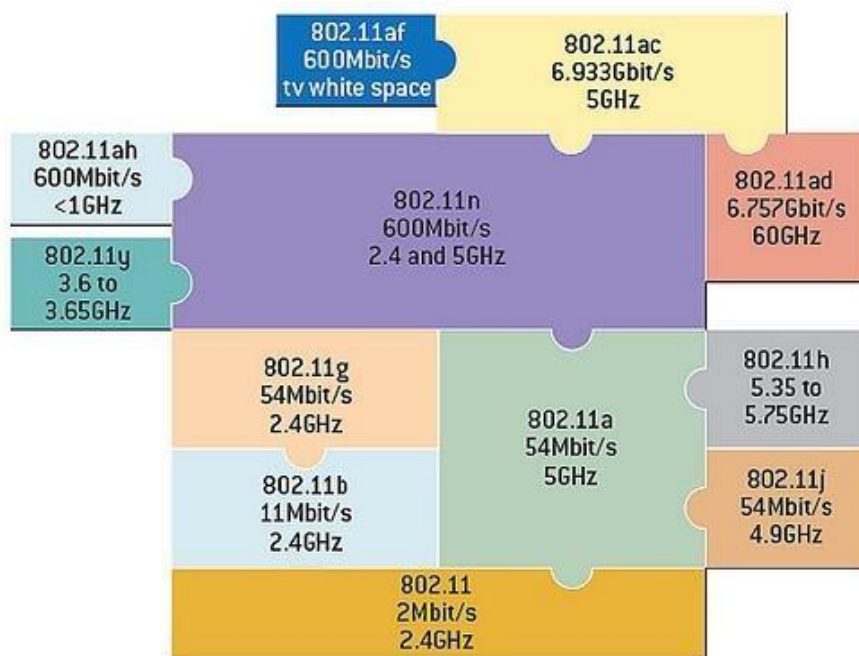 802.11af
600Mbit/s
tv white space
802.11ac
6.933Gbit/s
5GHz
802.11ah
600Mbit/s
<1GHz
802.11n
600Mbit/s
2.4 and 5GHz
802.11ad
6.757Gbit/s
60GHz
802.11y
3.6 to
3.65GHz
802.11g
54Mbit/s
2.4GHz
802.11a
54Mbit/s
5GHz
802.11h
5.35 to
5.75GHz
802.11b
11Mbit/s
2.4GHz
802.11j
54Mbit/s
4.9GHz
802.11
2Mbit/s
2.4GHz